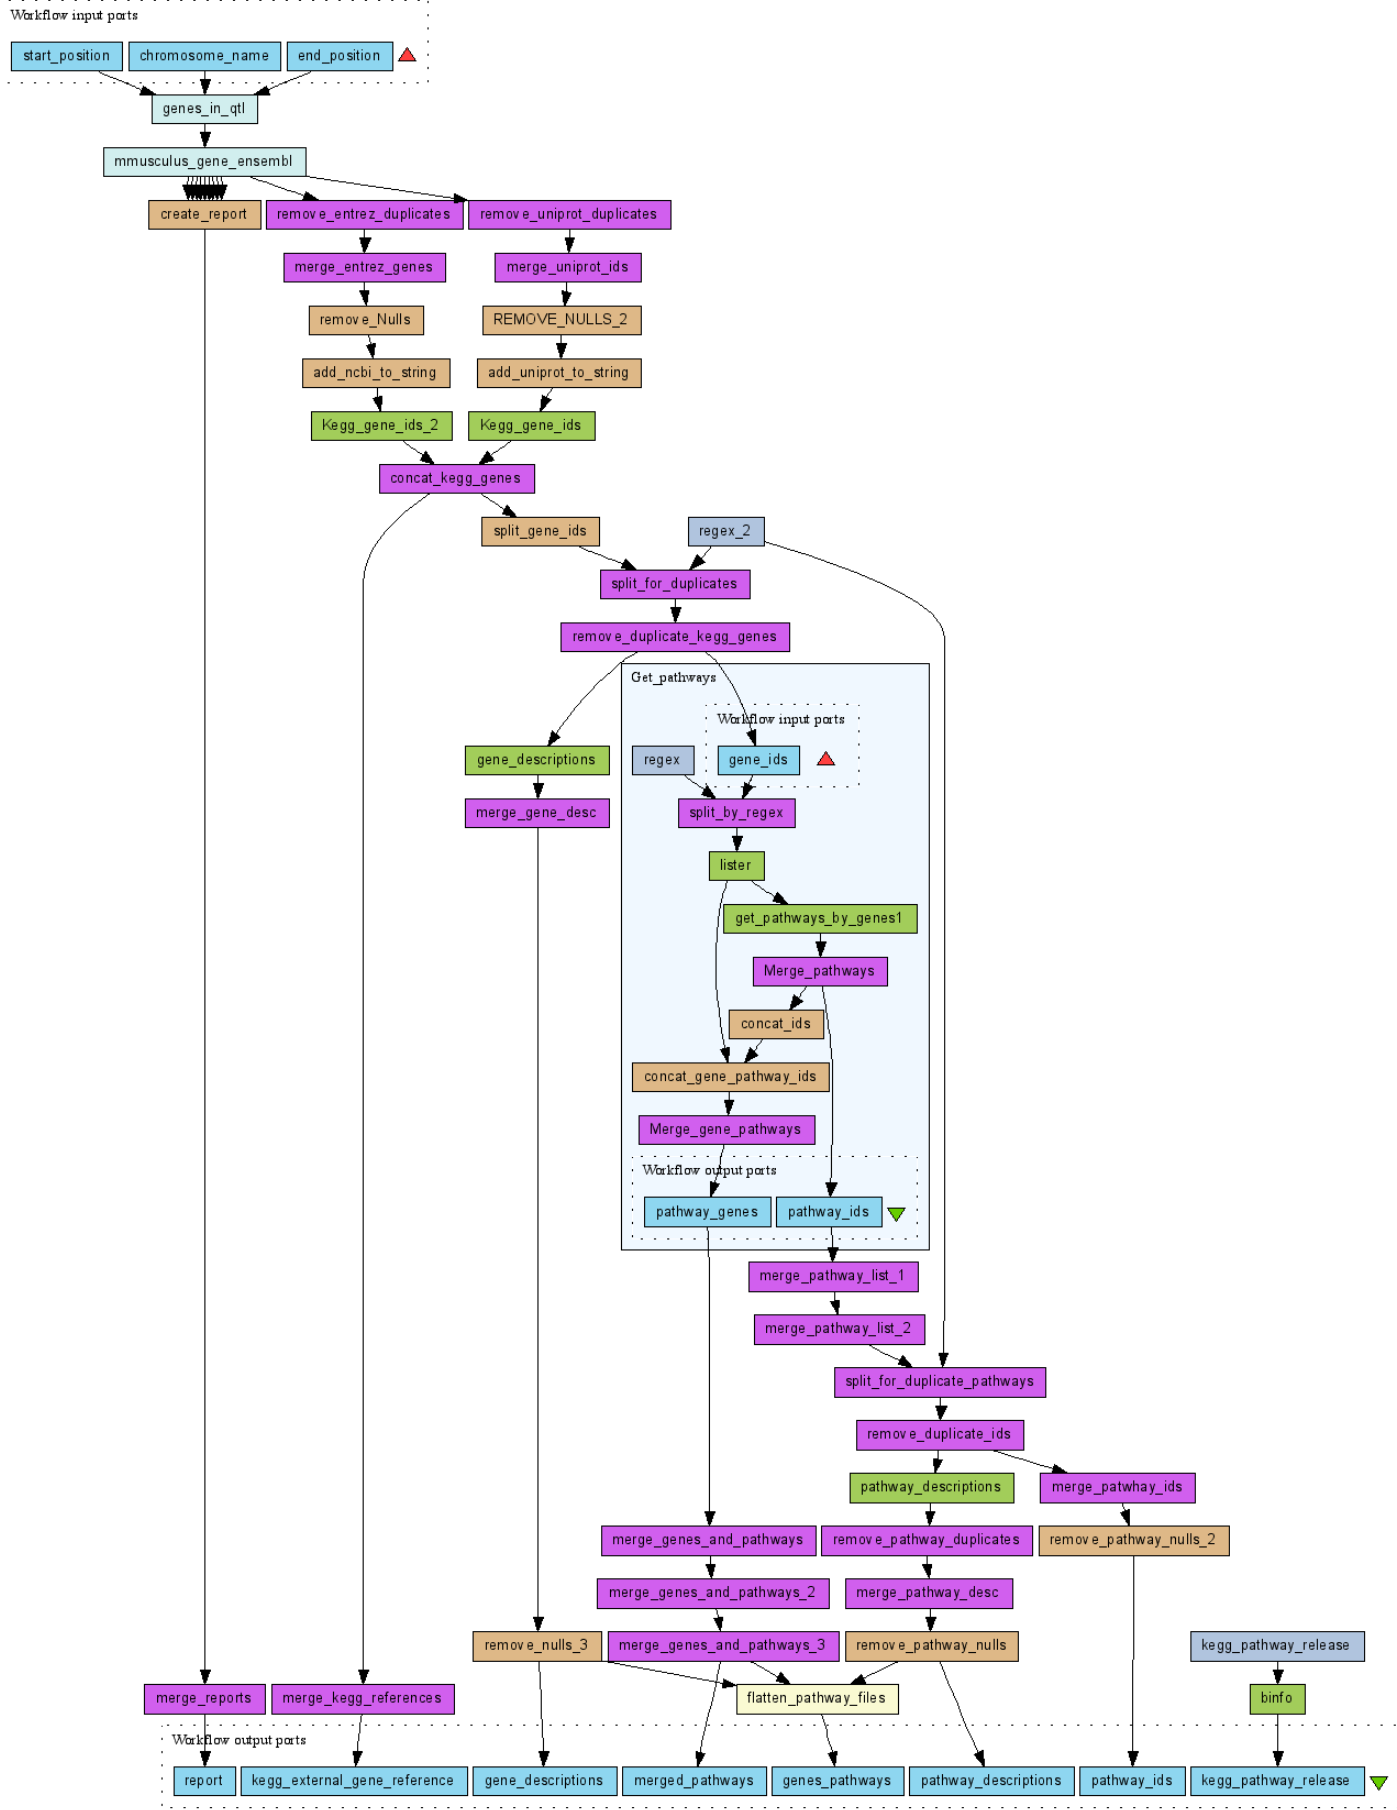 Workflow input ports
start_position chromosome_name end_position
genes_in_qtl
mmusculus_gene_ensembl
create_report remove_entrez_duplicates remove_uniprot_duplicates
merge_entrez_genes merge_uniprot_ids
remove_Nulls REMOVE_NULLS_2
add_ncbi_to_string add_uniprot_to_string
Kegg_gene_ids_2 Kegg_gene_ids
concat_kegg_genes
split_gene_ids regex_2
split_for_duplicates
remove_duplicate_kegg_genes
Get_pathways
Workflow input ports
gene_descriptions regex gene_ids
merge_gene_desc split_by_regex
lister
get_pathways_by_genes1
Merge_pathways
concat_ids
concat_gene_pathway_ids
Merge_gene_pathways
Workflow output ports
pathway_genes pathway_ids
merge_pathway_list_1
merge_pathway_list_2
split_for_duplicate_pathways
remove_duplicate_ids
pathway_descriptions merge_patwhay_ids
merge_genes_and_pathways remove_pathway_duplicates remove_pathway_nulls_2
merge_genes_and_pathways_2 merge_pathway_desc
remove_nulls_3 merge_genes_and_pathways_3 remove_pathway_nulls kegg_pathway_release
merge_reports merge_kegg_references flatten_pathway_files binfo
Workflow output ports
report kegg_external_gene_reference gene_descriptions merged_pathways genes_pathways pathway_descriptions pathway_ids kegg_pathway_release